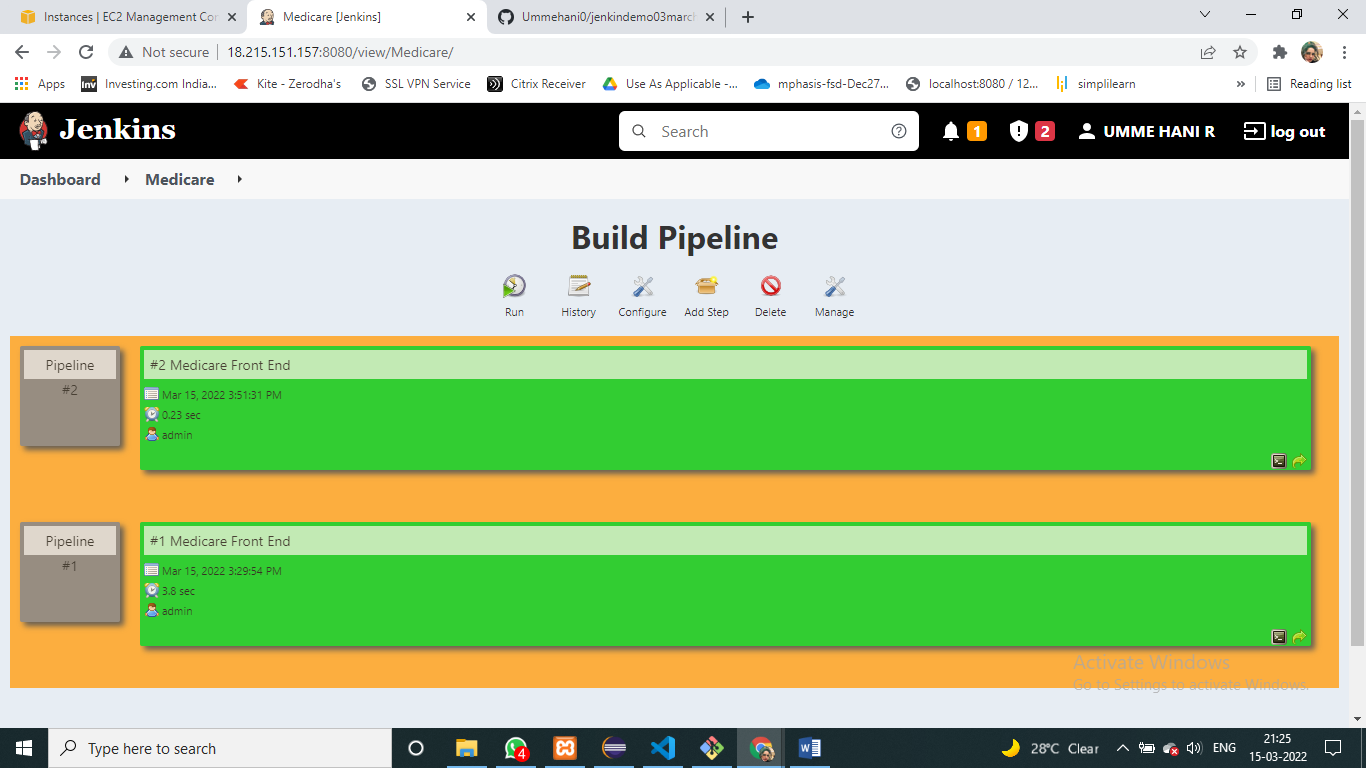 Instances | EC2 Management Con
Medicare [Jenkins]
Ummehani0/jenkindemo03march
Not secure
18.215.151.157:8080/view/Medicare/
Apps
Investing.com India...
Kite - Zerodha's
SSL VPN Service
Citrix Receiver
Use As Applicable -...
mphasis-fsd-Dec27...
localhost:8080 / 12...
simplilearn
»
Reading list
Jenkins
Search
1
2
UMME HANI R
log out
Dashboard
Medicare
Build Pipeline
Run
History
Configure
Add Step
Delete
Manage
Pipeline
#2
#2 Medicare Front End
Mar 15, 2022 3:51:31 PM
0.23 sec
admin
Pipeline
#1
#1 Medicare Front End
Mar 15, 2022 3:29:54 PM
3.8 sec
admin
Activate Windows
Go to Settings to activate Windows.
Type here to search
4
28°C Clear
ENG
21:25
15-03-2022